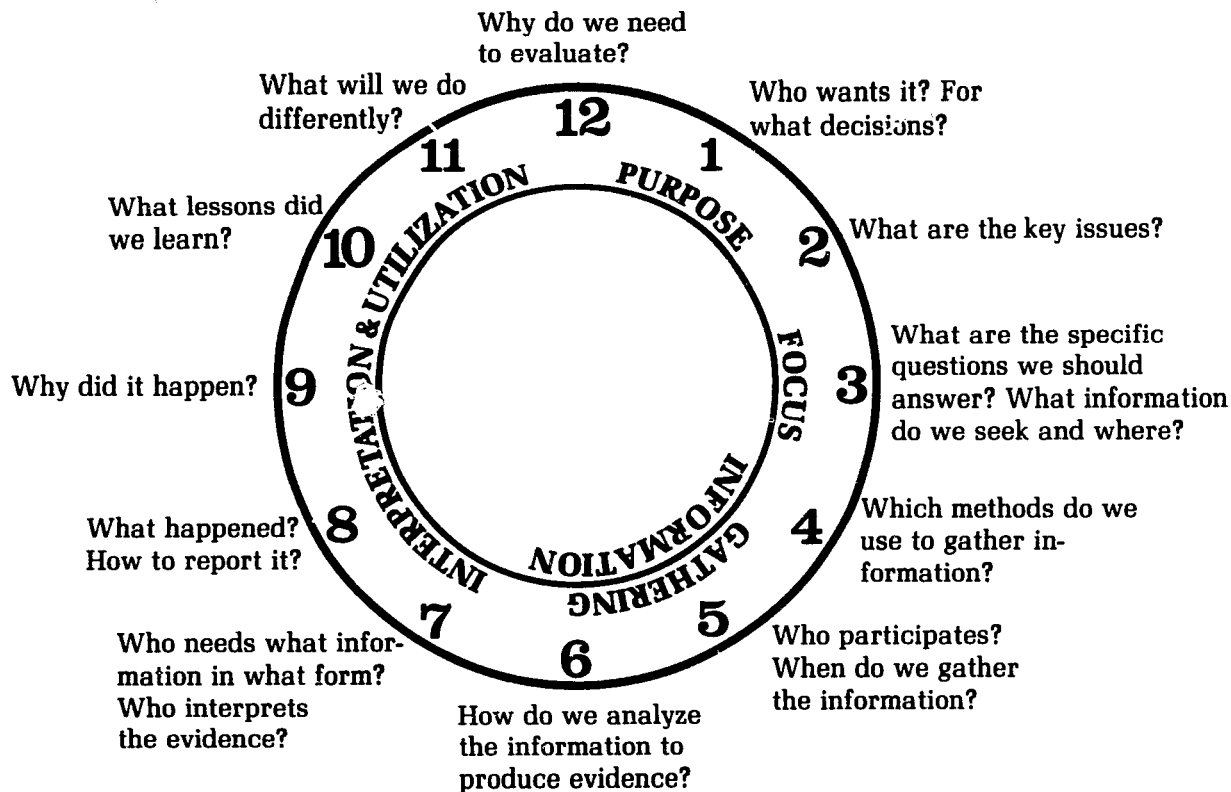 Why do we need
to evaluate?
12
Who wants it? For
what decisions?
1
What are the key issues?
2
What are the specific
questions we should
answer? What information
do we seek and where?
3
Which methods do we
use to gather in-
formation?
4
Who participates?
When do we gather
the information?
5
How do we analyze
the information to
produce evidence?
6
Who needs what infor-
mation in what form?
Who interprets
the evidence?
7
What happened?
How to report it?
8
Why did it happen?
9
What lessons did
we learn?
10
What will we do
differently?
11
PURPOSE
FOCUS
GATHERING
INFORMATION
INTERPRETATION & UTILIZATION